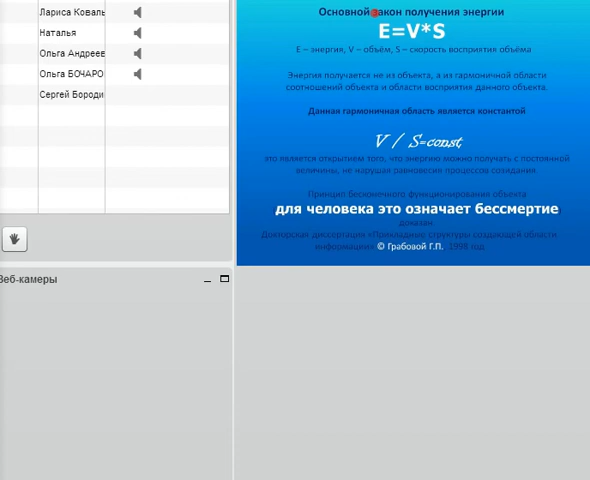 Лариса Коваль
Наталья
Ольга Андреев
Ольга БОЧАРО
Сергей Бороди
Веб-камеры
Основной закон получения энергии
E=V*S
E – энергия, V – объём, S – скорость восприятия объёма
Энергия получается не из объекта, а из гармоничной области
соотношений объекта и области восприятия данного объекта.
Данная гармоничная область является константой
V / S=const
это является открытием того, что энергию можно получать с постоянной
величины, не нарушая равновесия процессов созидания.
Принцип бесконечного функционирования объекта
для человека это означает бессмертие
доказан
Докторская диссертация «Прикладные структуры создающей области
информации» © Грабовой Г.П. 1998 год